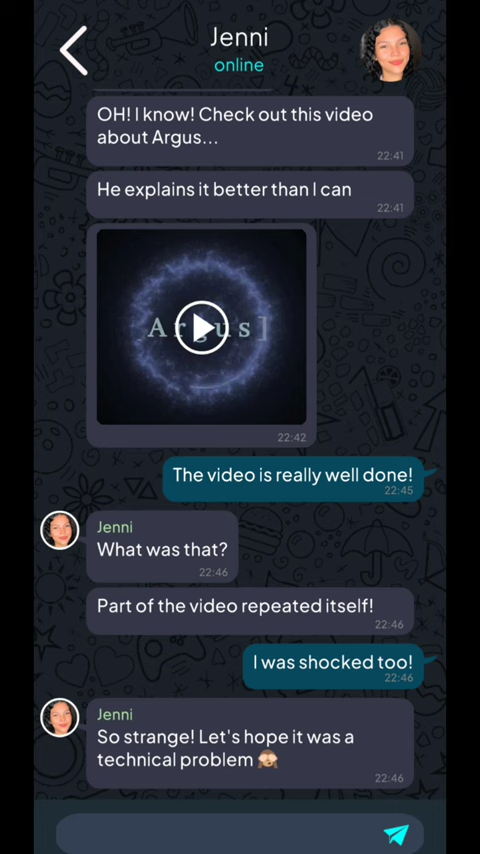 Jenni
online
OH! I know! Check out this video
about Argus...
22:41
He explains it better than I can
22:41
Argus]
22:42
The video is really well done!
22:45
Jenni
What was that?
22:46
Part of the video repeated itself!
22:46
I was shocked too!
22:46
Jenni
So strange! Let's hope it was a
technical problem 🙈
22:46